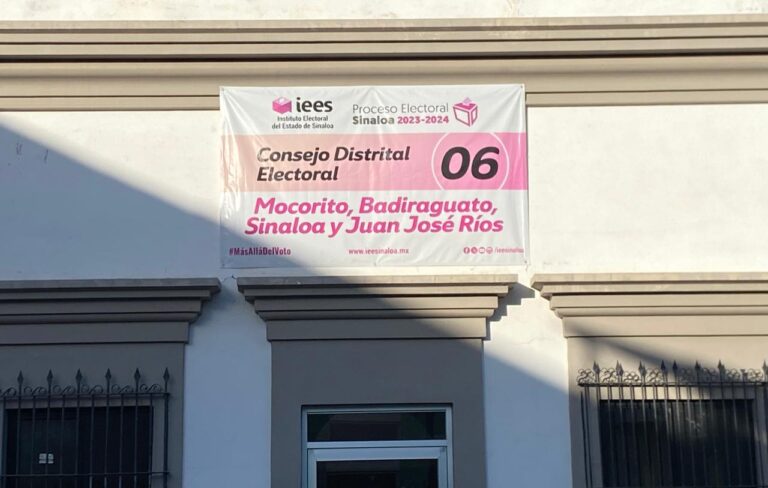 iees
Instituto Electoral
del Estado de Sinaloa
Proceso Electoral
Sinaloa 2023-2024
Consejo Distrital
Electoral
06
Mocorito, Badiraguato,
Sinaloa y Juan José Ríos
#MásAlláDelVoto
www.ieesinaloa.mx
/ieesinaloa